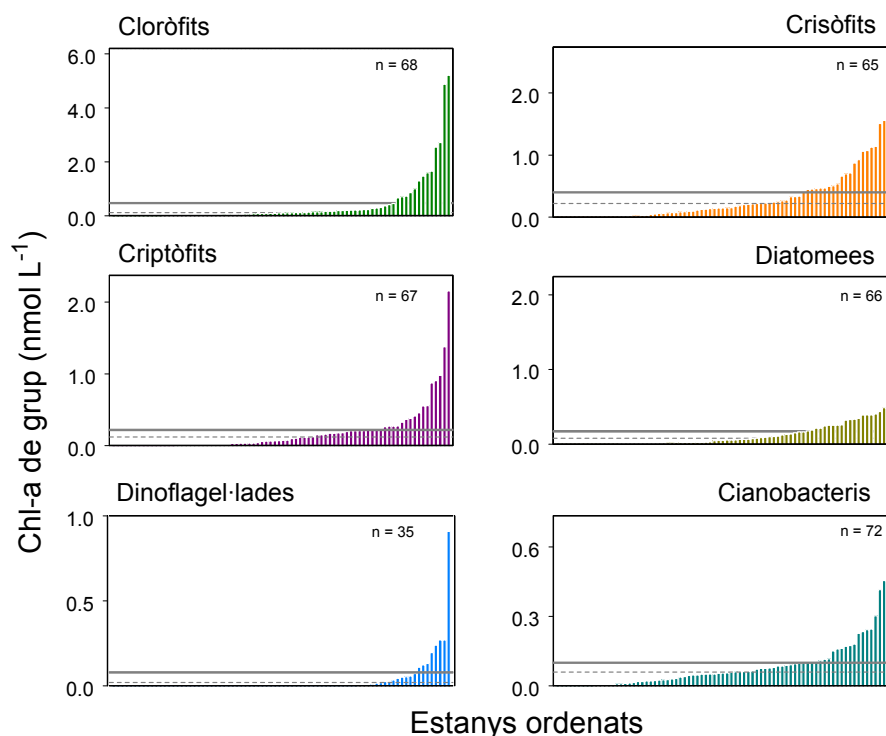 Cloròfits
Crisòfits
6.0
4.0
2.0
0.0
n = 68
2.0
1.0
0.0
n = 65
Criptòfits
Diatomees
2.0
1.0
0.0
n = 67
2.0
1.0
0.0
n = 66
Dinoflagel·lades
Cianobacteris
1.0
0.5
0.0
n = 35
0.6
0.3
0.0
n = 72
Chl-a de grup (nmol L⁻¹)
Estanys ordenats